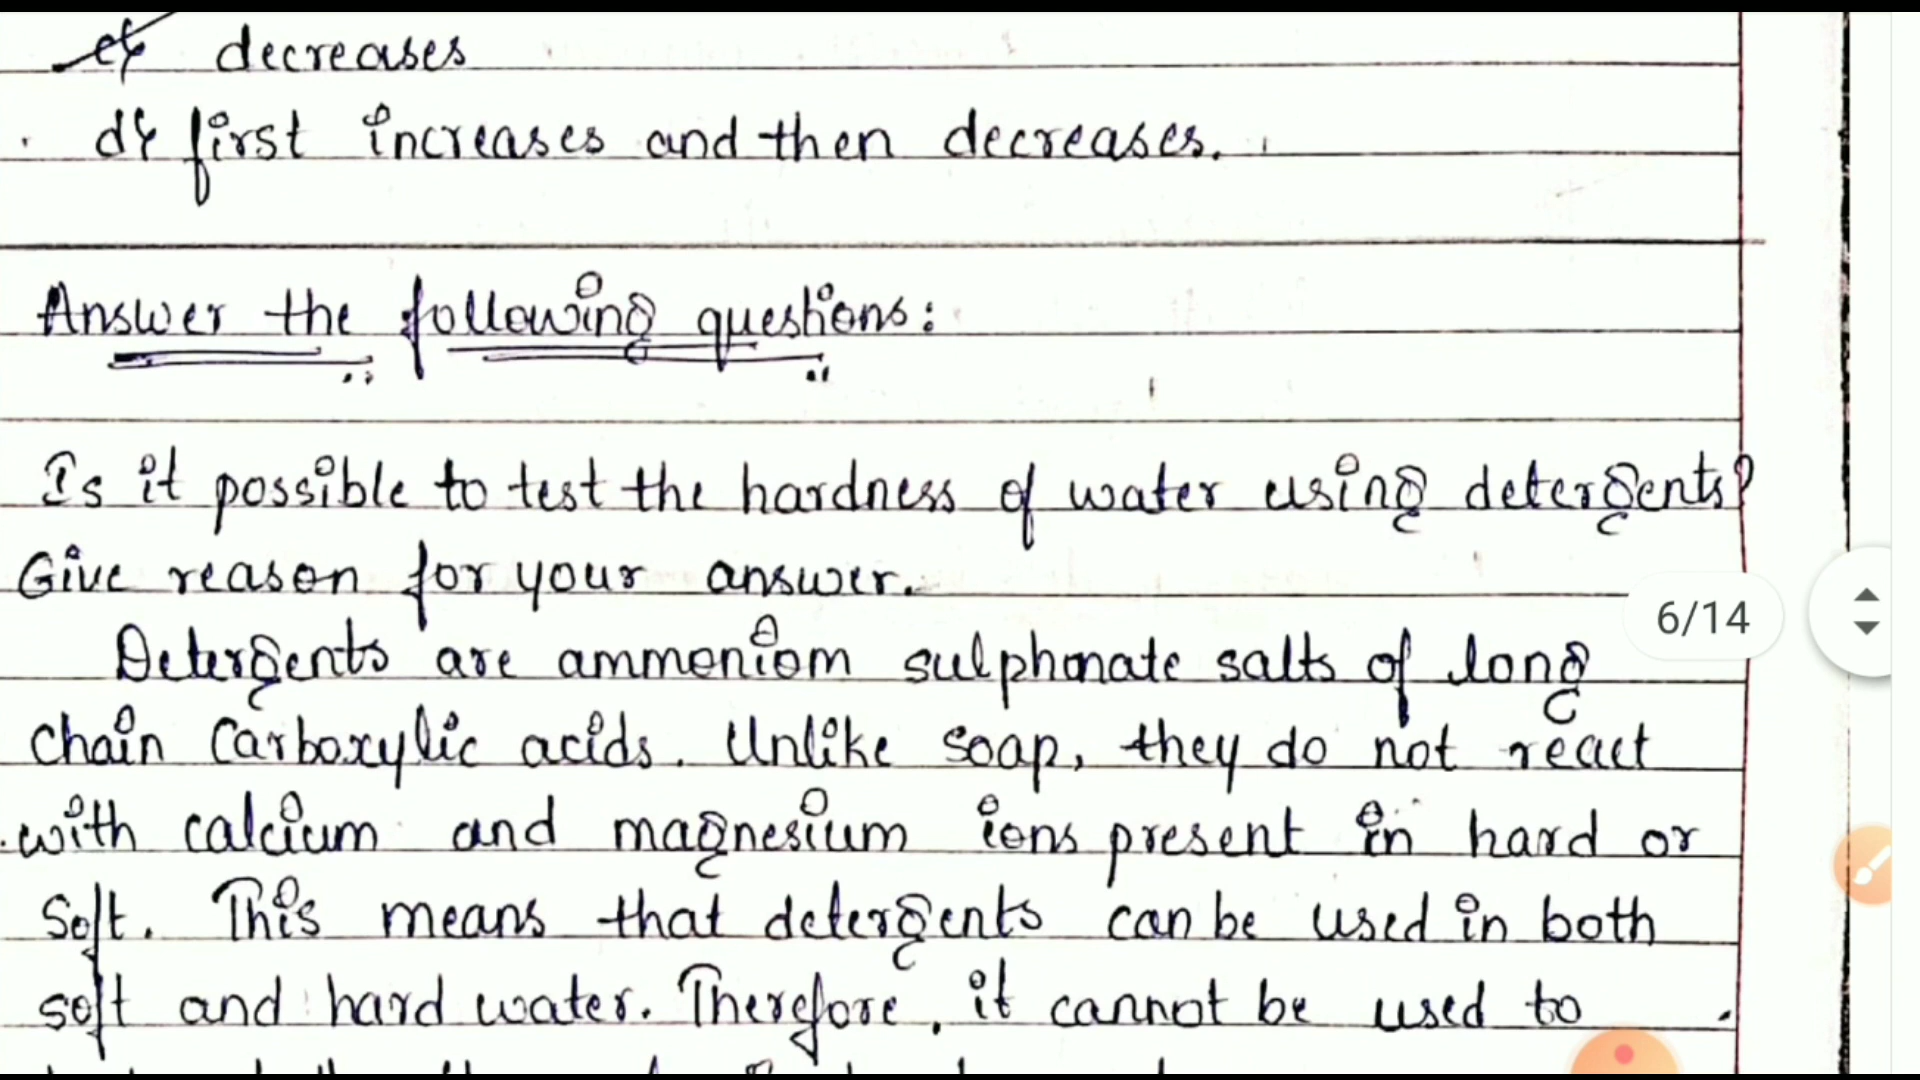 c) decreases
d) first increases and then decreases.
Answer the following questions:
Is it possible to test the hardness of water using detergents?
Give reason for your answer.
6/14
Detergents are ammoniom sulphonate salts of long
chain Carboxylic acids. Unlike soap, they do not react
with calcium and magnesium ions present in hard or
Soft. This means that detergents can be used in both
soft and hard water. Therefore, it cannot be used to